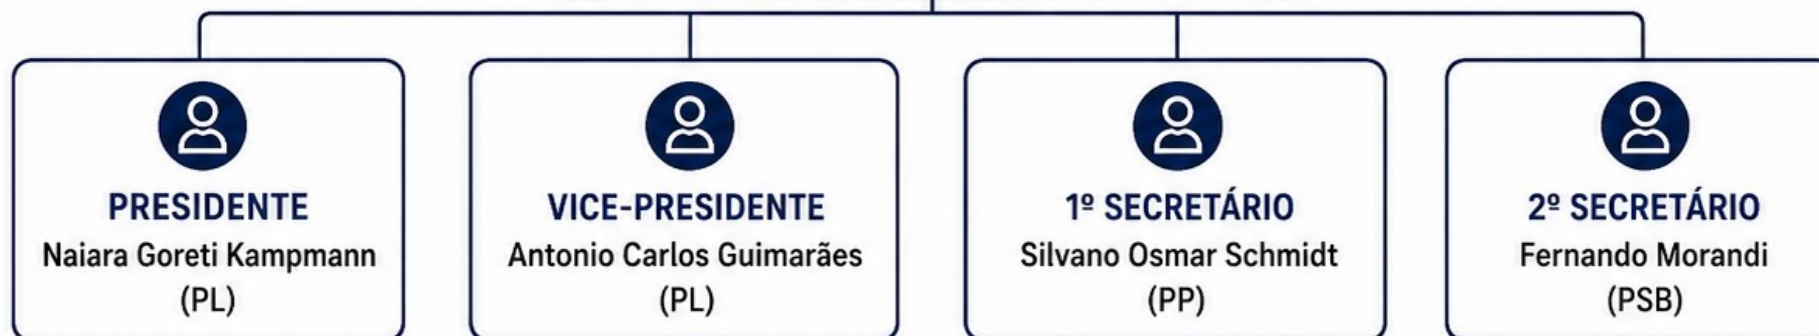 PRESIDENTE
Naiara Goreti Kampmann
(PL)
VICE-PRESIDENTE
Antonio Carlos Guimarães
(PL)
1º SECRETÁRIO
Silvano Osmar Schmidt
(PP)
2º SECRETÁRIO
Fernando Morandi
(PSB)